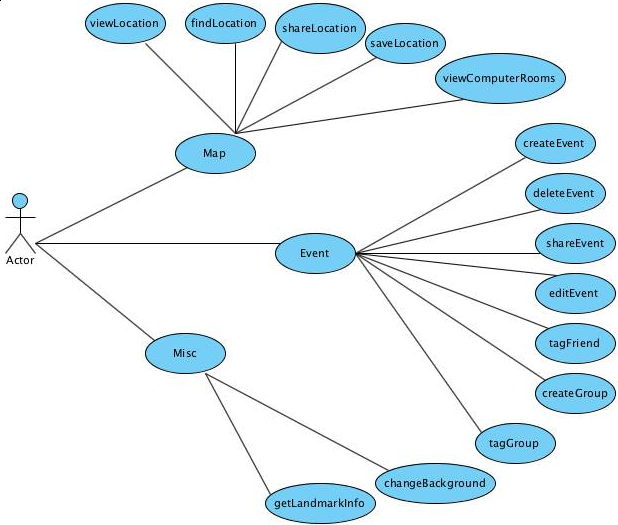 viewLocation
findLocation
shareLocation
saveLocation
viewComputerRooms
Map
createEvent
deleteEvent
shareEvent
Actor
Event
editEvent
tagFriend
Misc
createGroup
tagGroup
changeBackground
getLandmarkInfo